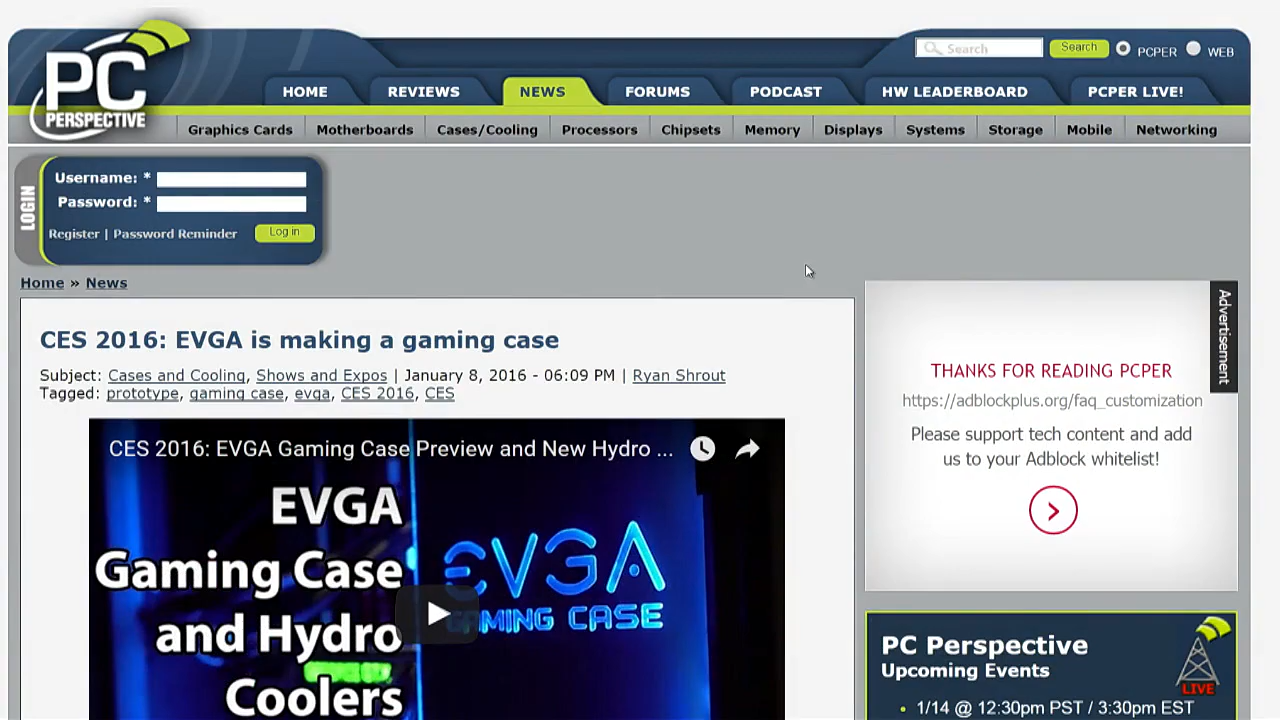 PC
PERSPECTIVE
Search
Search
PCPER
WEB
HOME
REVIEWS
NEWS
FORUMS
PODCAST
HW LEADERBOARD
PCPER LIVE!
Graphics Cards
Motherboards
Cases/Cooling
Processors
Chipsets
Memory
Displays
Systems
Storage
Mobile
Networking
LOGIN
Username: *
Password: *
Register | Password Reminder
Log in
Home » News
CES 2016: EVGA is making a gaming case
Subject: Cases and Cooling, Shows and Expos | January 8, 2016 - 06:09 PM | Ryan Shrout
Tagged: prototype, gaming case, evga, CES 2016, CES
CES 2016: EVGA Gaming Case Preview and New Hydro ...
EVGA
Gaming Case
and Hydro
Coolers
EVGA
GAMING CASE
Advertisement
THANKS FOR READING PCPER
https://adblockplus.org/faq_customization
Please support tech content and add
us to your Adblock whitelist!
PC Perspective
Upcoming Events
LIVE
• 1/14 @ 12:30pm PST / 3:30pm EST